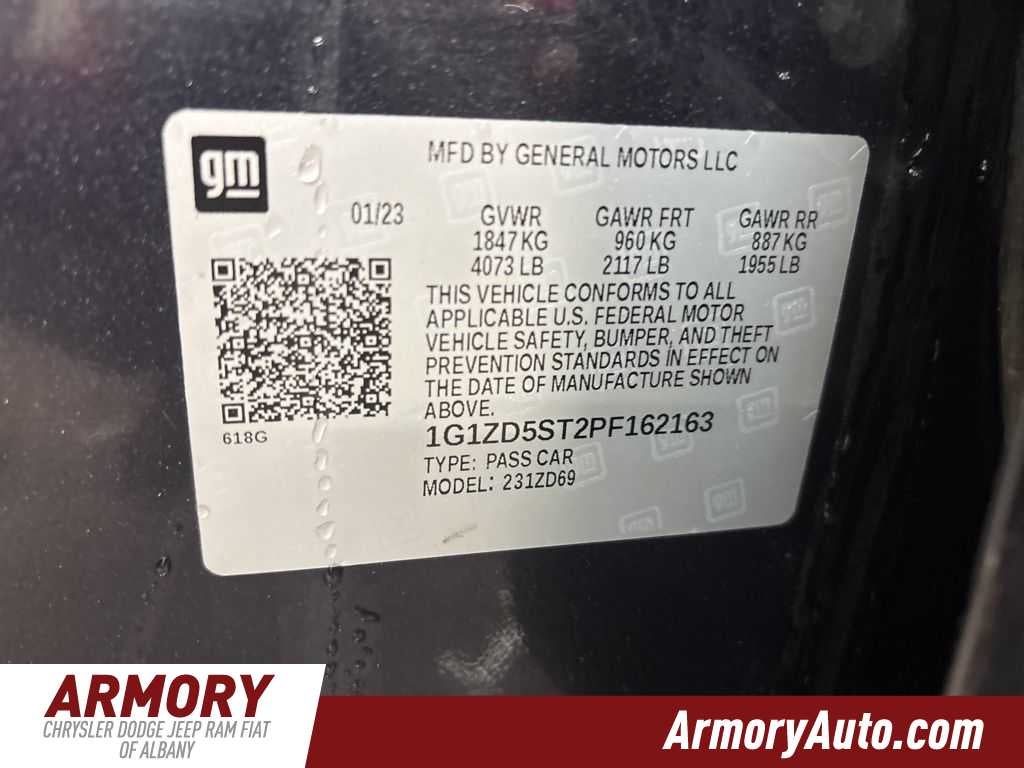 gm
MFD BY GENERAL MOTORS LLC
01/23 GVWR GAWR FRT GAWR RR
1847 KG 960 KG 887 KG
4073 LB 2117 LB 1955 LB
THIS VEHICLE CONFORMS TO ALL
APPLICABLE U.S. FEDERAL MOTOR
VEHICLE SAFETY, BUMPER, AND THEFT
PREVENTION STANDARDS IN EFFECT ON
THE DATE OF MANUFACTURE SHOWN
ABOVE.
618G
1G1ZD5ST2PF162163
TYPE: PASS CAR
MODEL: 231ZD69
ARMORY
CHRYSLER DODGE JEEP RAM FIAT
OF ALBANY
ArmoryAuto.com